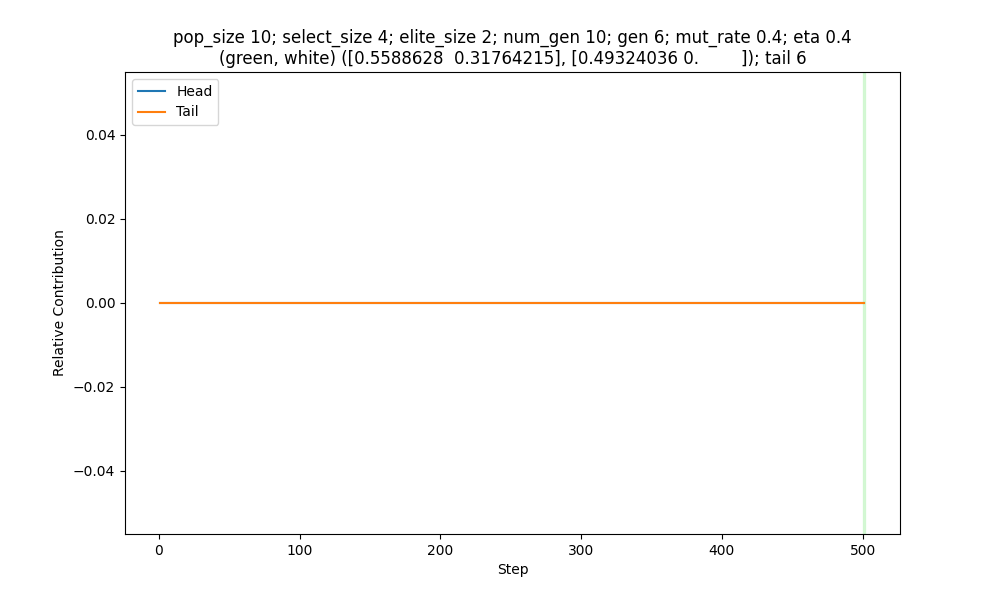 pop_size 10; select_size 4; elite_size 2; num_gen 10; gen 6; mut_rate 0.4; eta 0.4
(green, white) ([0.5588628  0.31764215], [0.49324036 0.        ]); tail 6
Head
Tail
0.04
0.02
0.00
−0.02
−0.04
Relative Contribution
0 100 200 300 400 500
Step